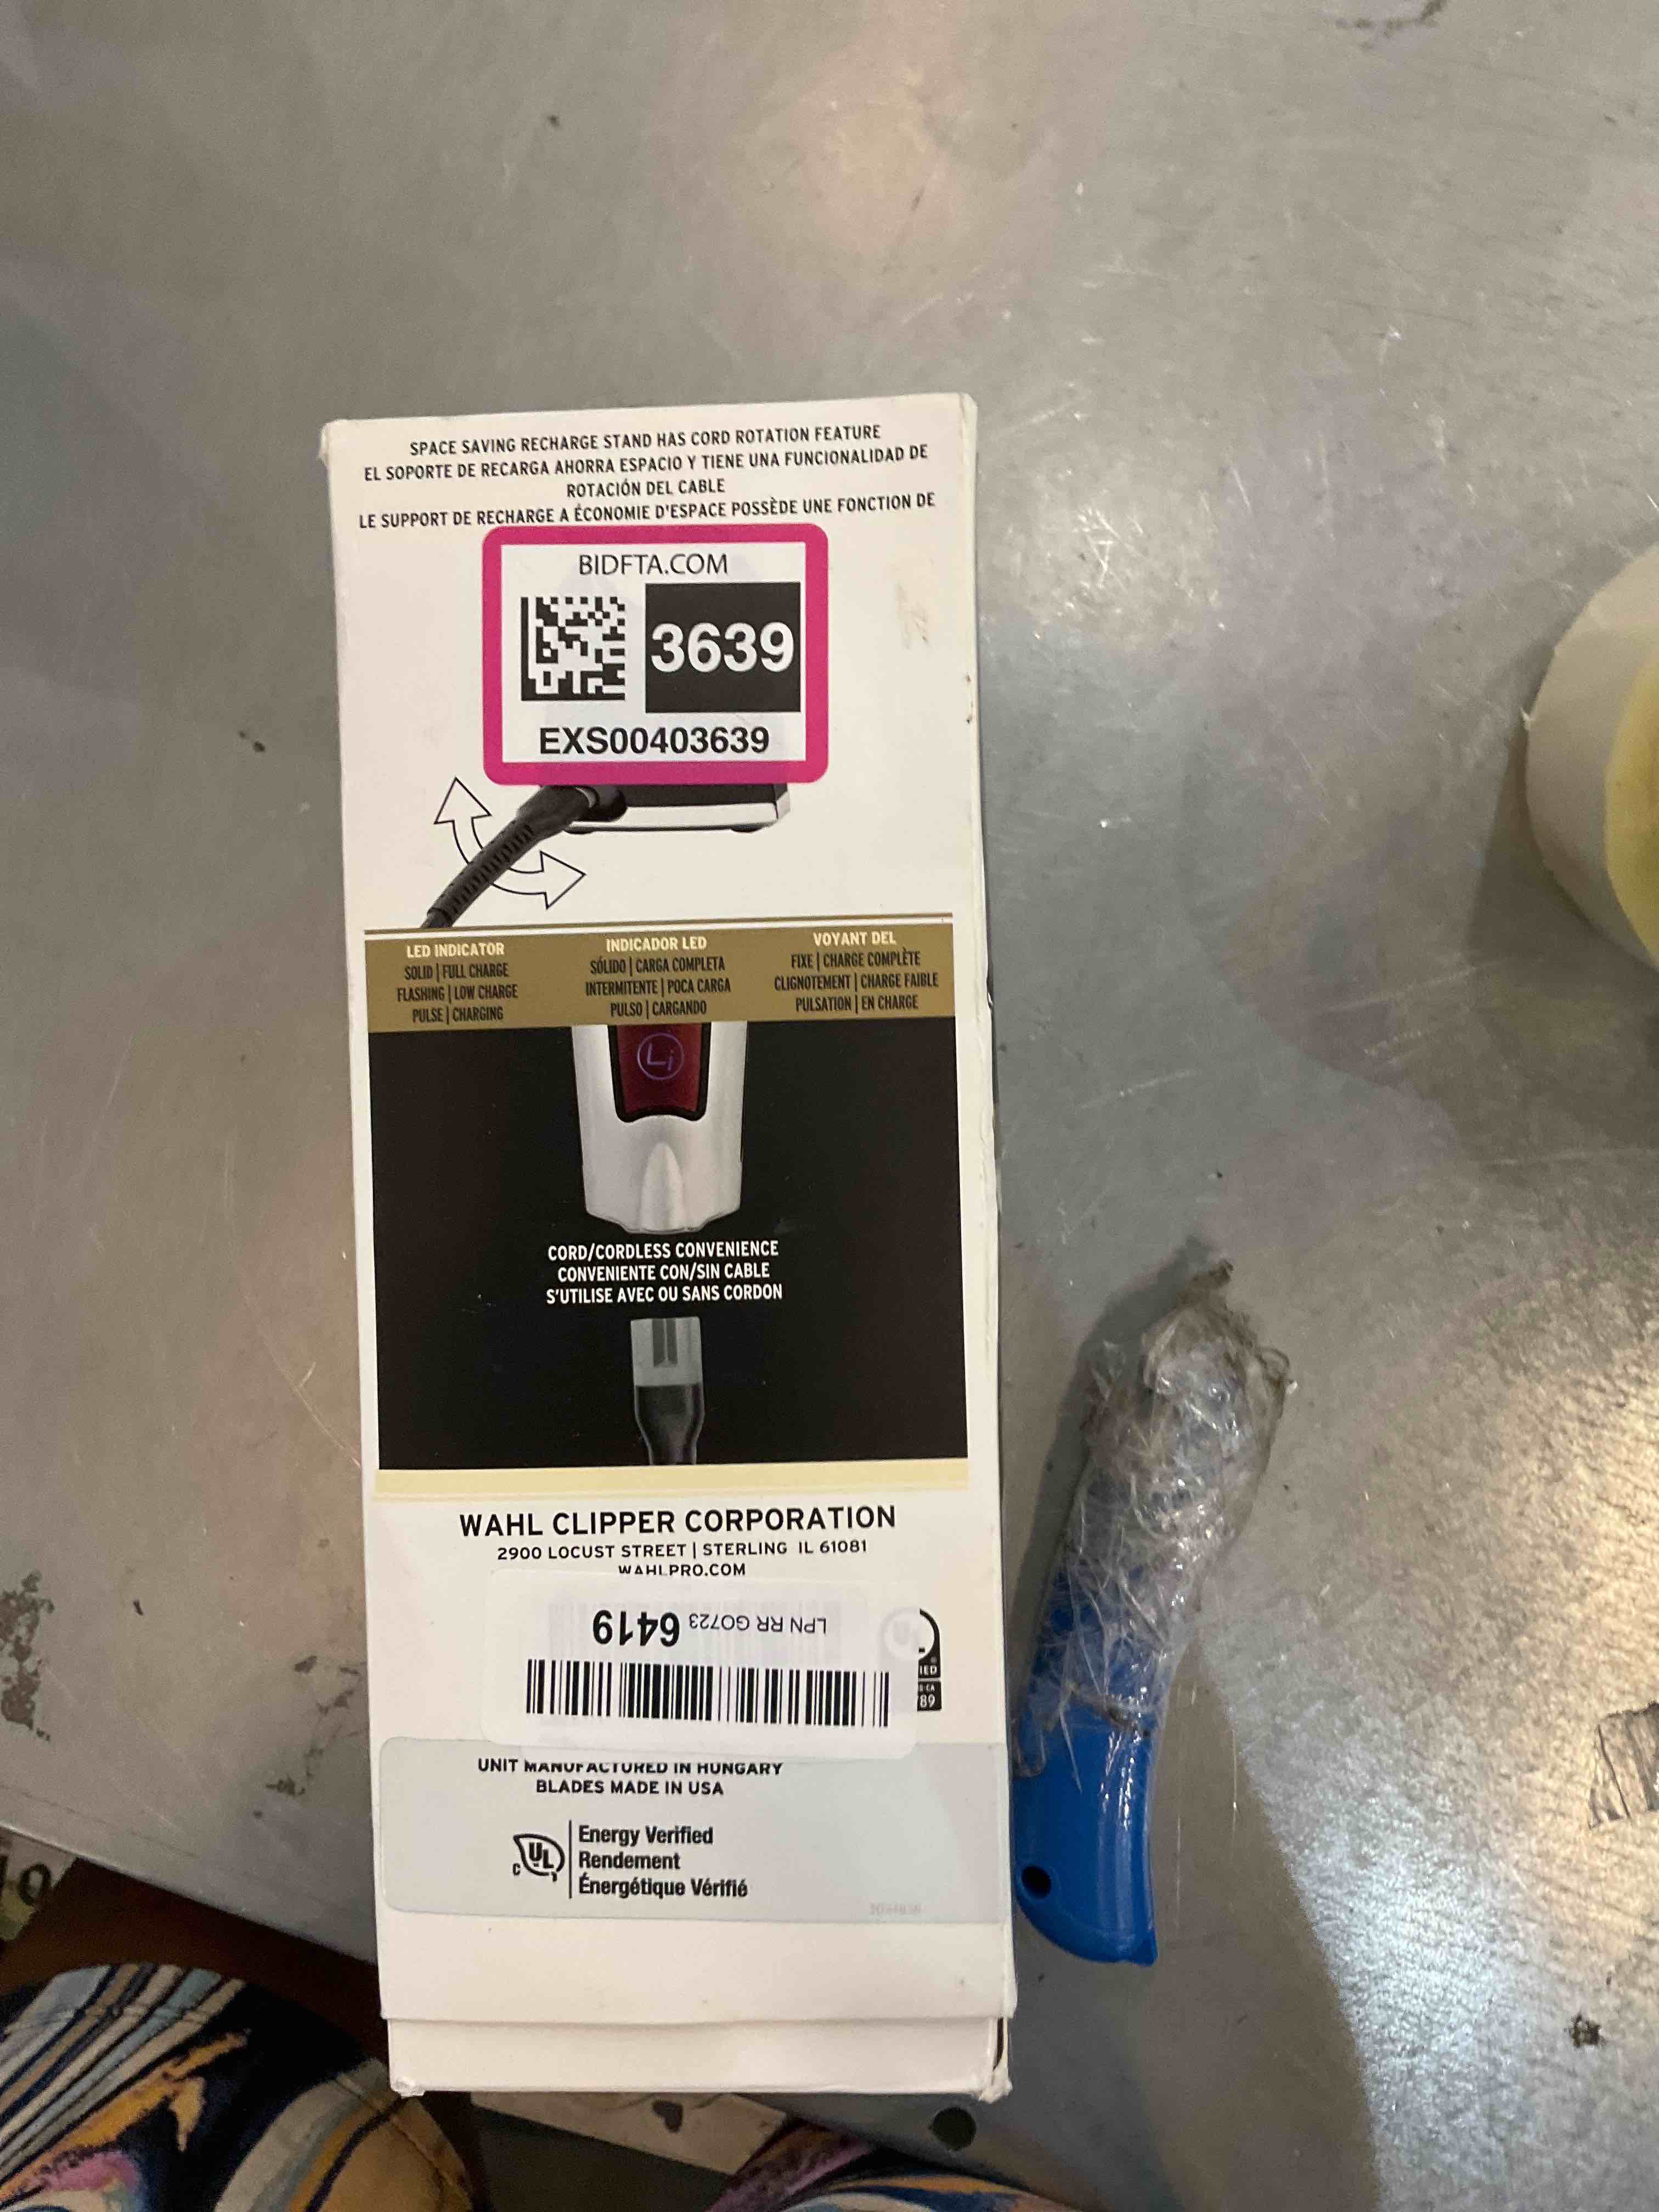 SPACE SAVING RECHARGE STAND HAS CORD ROTATION FEATURE
EL SOPORTE DE RECARGA AHORRA ESPACIO Y TIENE UNA FUNCIONALIDAD DE
ROTACIÓN DEL CABLE
LE SUPPORT DE RECHARGE A ÉCONOMIE D'ESPACE POSSÈDE UNE FONCTION DE
BIDFTA.COM
3639
EXS00403639
LED INDICATOR
SOLID | FULL CHARGE
FLASHING | LOW CHARGE
PULSE | CHARGING
INDICADOR LED
SÓLIDO | CARGA COMPLETA
INTERMITENTE | POCA CARGA
PULSO | CARGANDO
VOYANT DEL
FIXE | CHARGE COMPLÈTE
CLIGNOTEMENT | CHARGE FAIBLE
PULSATION | EN CHARGE
Li
CORD/CORDLESS CONVENIENCE
CONVENIENTE CON/SIN CABLE
S'UTILISE AVEC OU SANS CORDON
WAHL CLIPPER CORPORATION
2900 LOCUST STREET | STERLING IL 61081
WAHLPRO.COM
LPN RR GO723 6419
IED
89
UNIT MANUFACTURED IN HUNGARY
BLADES MADE IN USA
C UL
Energy Verified
Rendement
Énergétique Vérifié